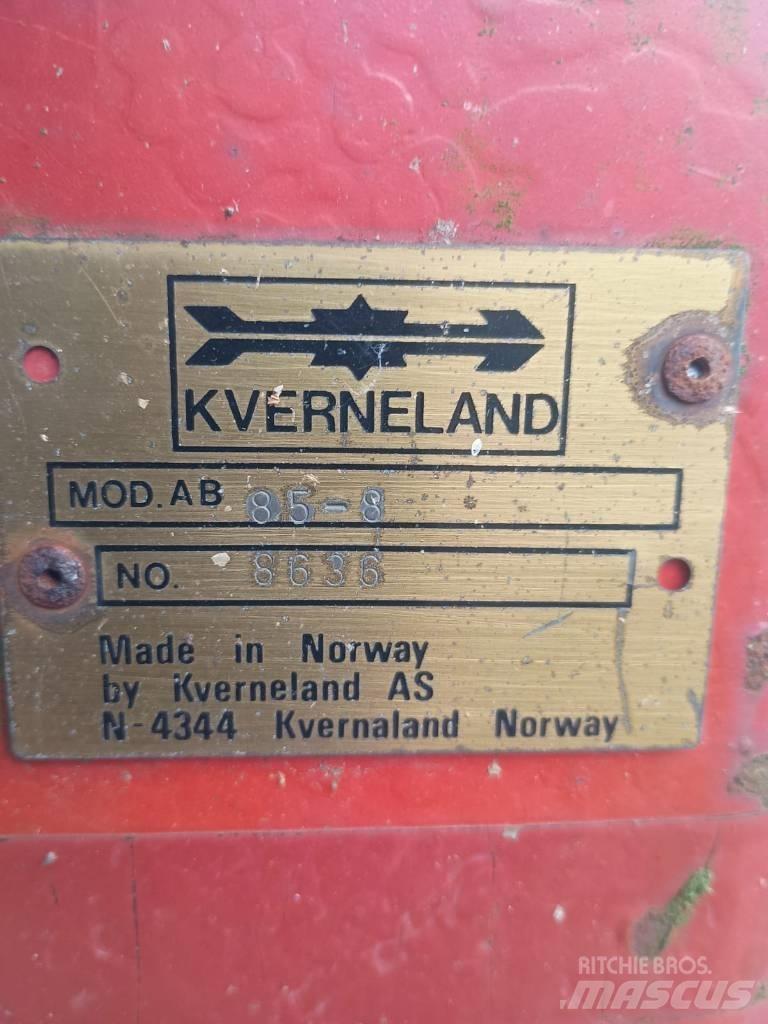 KVERNELAND
MOD. AB 85-8
NO. 8636
Made in Norway
by Kverneland AS
N-4344 Kvernaland Norway
RITCHIE BROS.
MASCUS